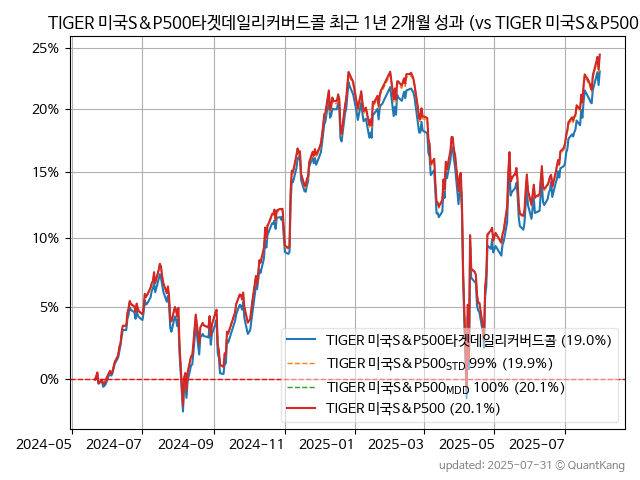 TIGER 미국S&P500타겟데일리커버드콜 최근 1년 2개월 성과 (vs TIGER 미국S&P500
25%
20%
15%
10%
5%
0%
TIGER 미국S&P500타겟데일리커버드콜 (19.0%)
TIGER 미국S&P500STD 99% (19.9%)
TIGER 미국S&P500MDD 100% (20.1%)
TIGER 미국S&P500 (20.1%)
2024-05 2024-07 2024-09 2024-11 2025-01 2025-03 2025-05 2025-07
updated: 2025-07-31 © QuantKang